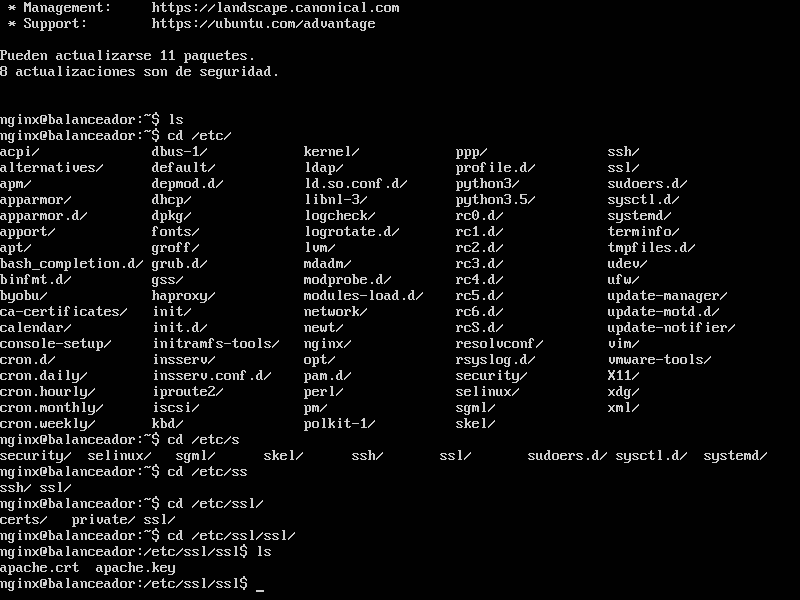 * Management:     https://landscape.canonical.com
* Support:        https://ubuntu.com/advantage
Pueden actualizarse 11 paquetes.
8 actualizaciones son de seguridad.
nginx@balanceador:~$ ls
nginx@balanceador:~$ cd /etc/
acpi/              dbus-1/            kernel/            ppp/               ssh/
alternatives/      default/           ldap/              profile.d/         ssl/
apm/               depmod.d/          ld.so.conf.d/      python3/           sudoers.d/
apparmor/          dhcp/              libnl-3/           python3.5/         sysctl.d/
apparmor.d/        dpkg/              logcheck/          rc0.d/             systemd/
apport/            fonts/             logrotate.d/       rc1.d/             terminfo/
apt/               groff/             lvm/               rc2.d/             tmpfiles.d/
bash_completion.d/ grub.d/            mdadm/             rc3.d/             udev/
binfmt.d/          gss/               modprobe.d/        rc4.d/             ufw/
byobu/             haproxy/           modules-load.d/    rc5.d/             update-manager/
ca-certificates/   init/              network/           rc6.d/             update-motd.d/
calendar/          init.d/            newt/              rcS.d/             update-notifier/
console-setup/     initramfs-tools/   nginx/             resolvconf/        vim/
cron.d/            insserv/           opt/               rsyslog.d/         vmware-tools/
cron.daily/        insserv.conf.d/    pam.d/             security/          X11/
cron.hourly/       iproute2/          perl/              selinux/           xdg/
cron.monthly/      iscsi/             pm/                sgml/              xml/
cron.weekly/       kbd/               polkit-1/          skel/
nginx@balanceador:~$ cd /etc/s
security/  selinux/   sgml/      skel/      ssh/       ssl/       sudoers.d/ sysctl.d/  systemd/
nginx@balanceador:~$ cd /etc/ss
ssh/ ssl/
nginx@balanceador:~$ cd /etc/ssl/
certs/   private/ ssl/
nginx@balanceador:~$ cd /etc/ssl/ssl/
nginx@balanceador:/etc/ssl/ssl$ ls
apache.crt  apache.key
nginx@balanceador:/etc/ssl/ssl$ _